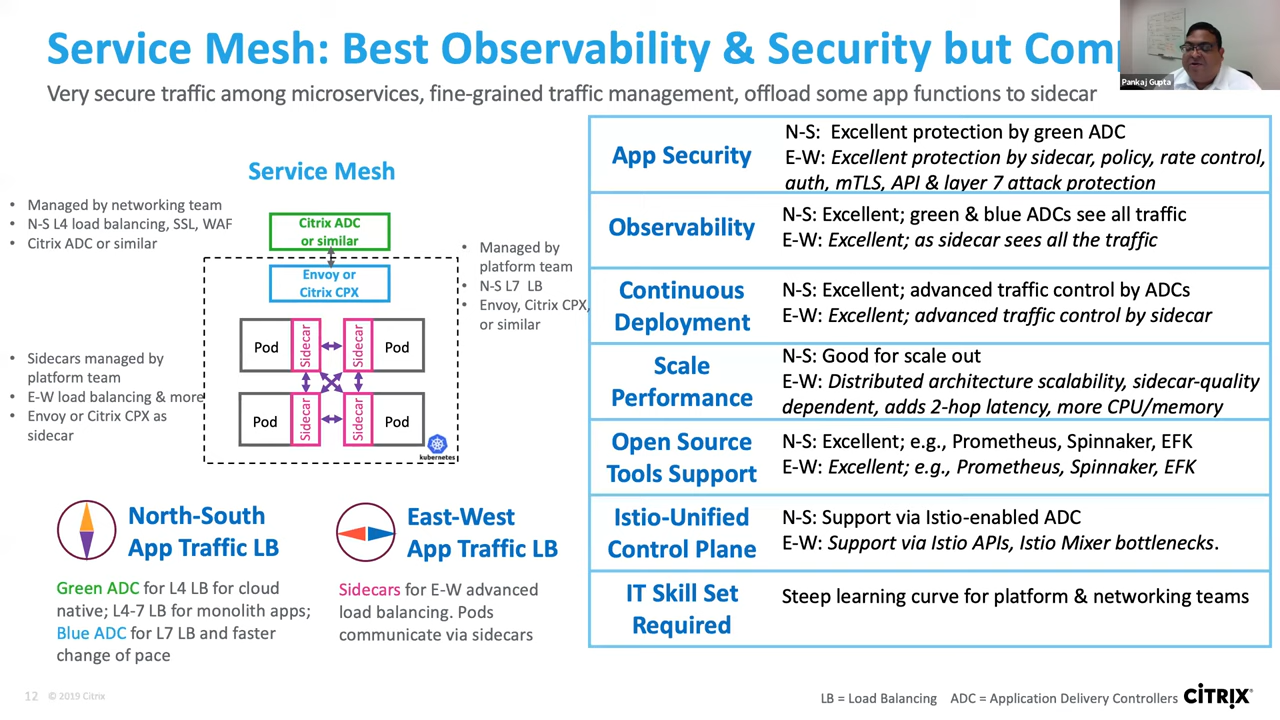 Service Mesh: Best Observability & Security but Com
Pankaj Gupta
Very secure traffic among microservices, fine-grained traffic management, offload some app functions to sidecar
Service Mesh
• Managed by networking team
• N-S L4 load balancing, SSL, WAF
• Citrix ADC or similar
Citrix ADC
or similar
Envoy or
Citrix CPX
• Managed by
platform team
• N-S L7 LB
• Envoy, Citrix CPX,
or similar
Pod
Sidecar
Sidecar
Pod
Pod
Sidecar
Sidecar
Pod
kubernetes
• Sidecars managed by
platform team
• E-W load balancing & more
• Envoy or Citrix CPX as
sidecar
North-South
App Traffic LB
Green ADC for L4 LB for cloud
native; L4-7 LB for monolith apps;
Blue ADC for L7 LB and faster
change of pace
East-West
App Traffic LB
Sidecars for E-W advanced
load balancing. Pods
communicate via sidecars
App Security
N-S: Excellent protection by green ADC
E-W: Excellent protection by sidecar, policy, rate control,
auth, mTLS, API & layer 7 attack protection
Observability
N-S: Excellent; green & blue ADCs see all traffic
E-W: Excellent; as sidecar sees all the traffic
Continuous
Deployment
N-S: Excellent; advanced traffic control by ADCs
E-W: Excellent; advanced traffic control by sidecar
Scale
Performance
N-S: Good for scale out
E-W: Distributed architecture scalability, sidecar-quality
dependent, adds 2-hop latency, more CPU/memory
Open Source
Tools Support
N-S: Excellent; e.g., Prometheus, Spinnaker, EFK
E-W: Excellent; e.g., Prometheus, Spinnaker, EFK
Istio-Unified
Control Plane
N-S: Support via Istio-enabled ADC
E-W: Support via Istio APIs, Istio Mixer bottlenecks.
IT Skill Set
Required
Steep learning curve for platform & networking teams
12 © 2019 Citrix
LB = Load Balancing ADC = Application Delivery Controllers
CİTRIX